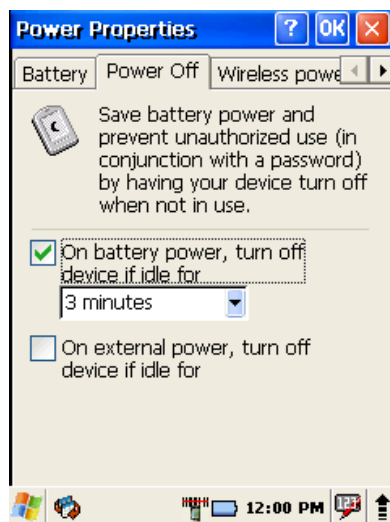 Power Properties ? OK
Battery Power Off Wireless powe
Save battery power and
prevent unauthorized use (in
conjunction with a password)
by having your device turn off
when not in use.
On battery power, turn off
device if idle for
3 minutes
On external power, turn off
device if idle for
12:00 PM 123